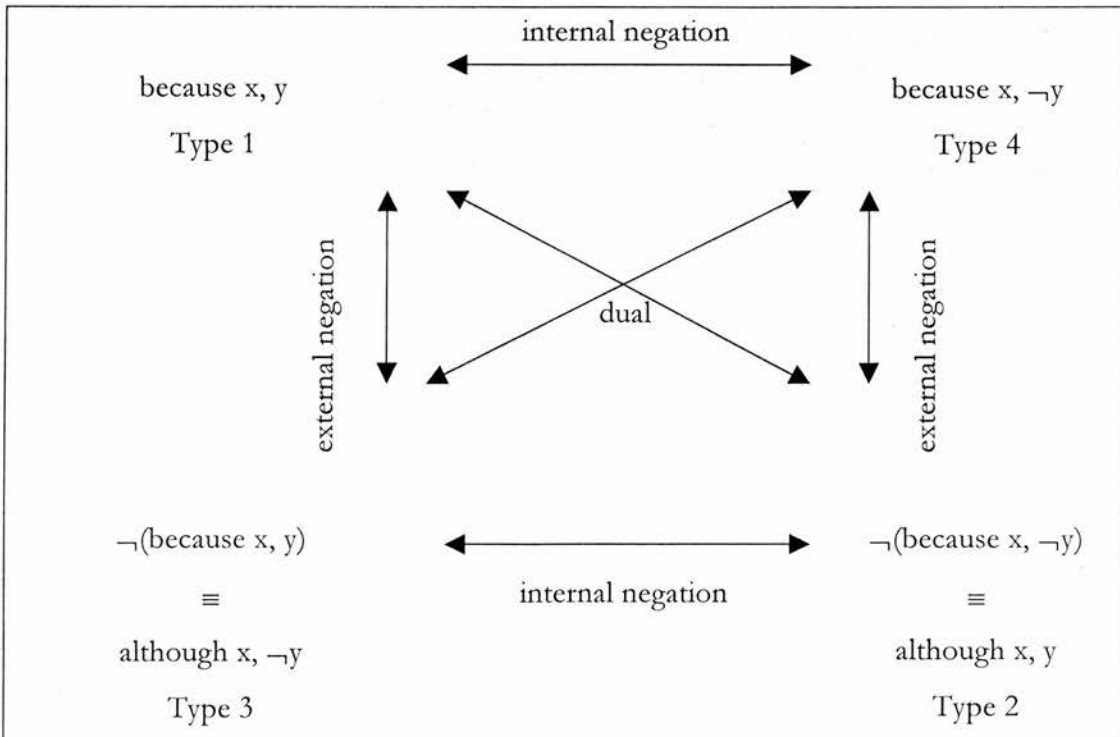 internal negation
because x, y
because x, ¬y
Type 1
Type 4
external negation
dual
external negation
¬(because x, y)
¬(because x, ¬y)
internal negation
≡
≡
although x, ¬y
although x, y
Type 3
Type 2